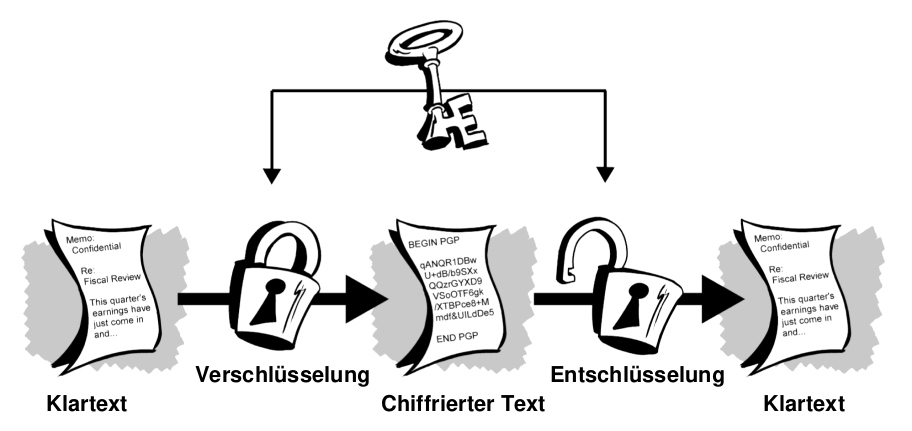 Memo:
Confidential
Re:
Fiscal Review
This quarter's
earnings have
just come in
and...
BEGIN PGP
qANQR1DBw
U+dB/b9SXx
QQzrGYXD9
VSoOTF6gk
/XTBPce8+M
mdf&UILdDe5
END PGP
Memo:
Confidential
Re:
Fiscal Review
This quarter's
earnings have
just come in
and...
Verschlüsselung
Entschlüsselung
Klartext
Chiffrierter Text
Klartext